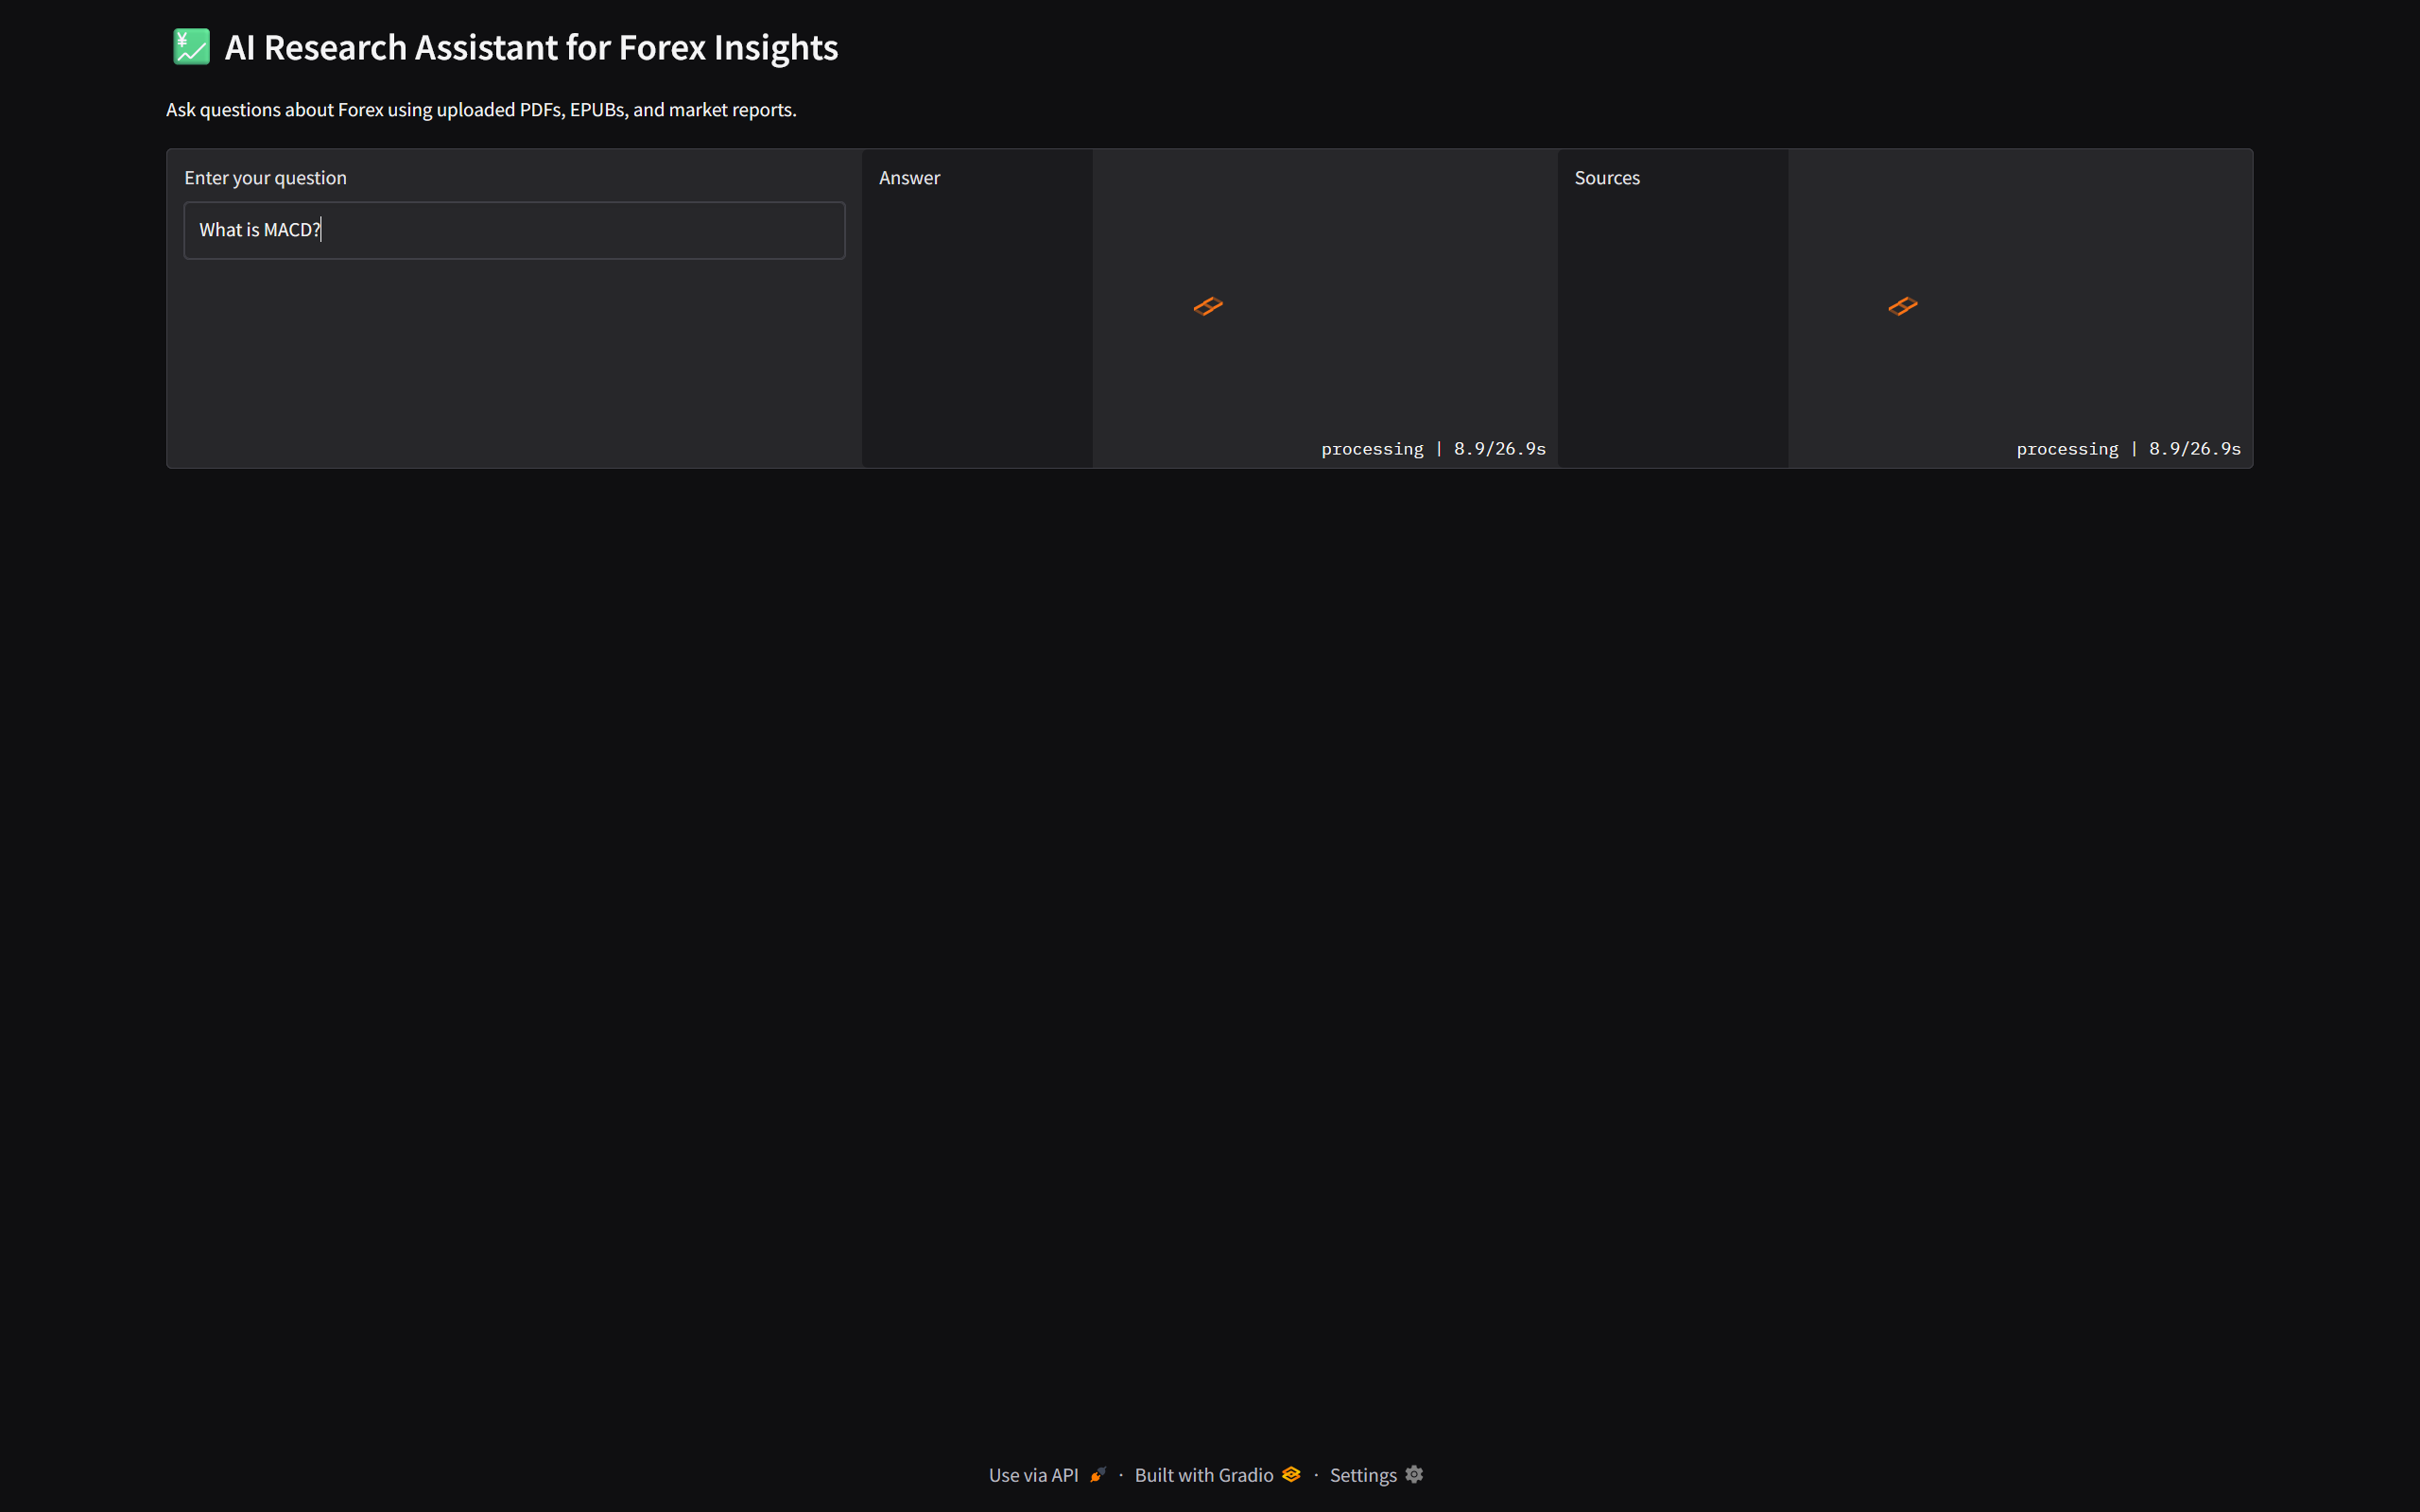 AI Research Assistant for Forex Insights
Ask questions about Forex using uploaded PDFs, EPUBs, and market reports.
Enter your question
What is MACD?
Answer
processing | 8.9/26.9s
Sources
processing | 8.9/26.9s
Use via API · Built with Gradio · Settings